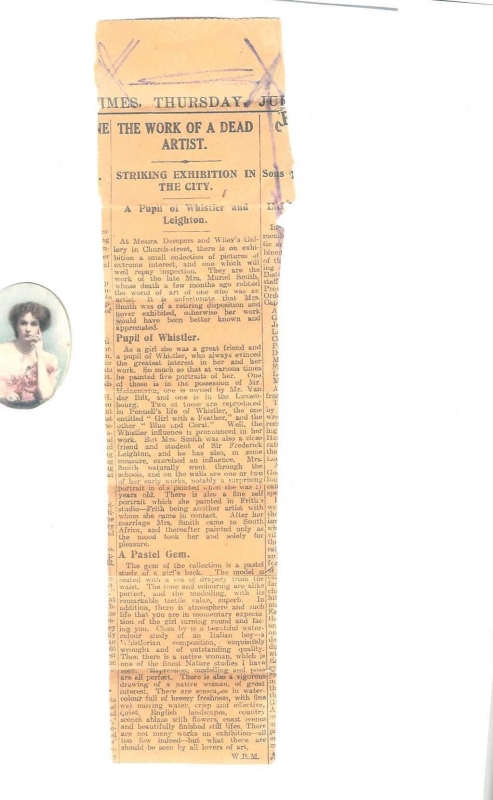 TIMES, THURSDAY, JU
NE THE WORK OF A DEAD
ARTIST.
STRIKING EXHIBITION IN
THE CITY.
A Pupil of Whistler and
Leighton.
At Messrs. Dempers and Wiley's Gal-
lery in Church-street, there is on exhi-
bition a small collection of pictures of
extreme interest, and one which will
well repay inspection. They are the
work of the late Mrs. Muriel Smith,
whose death a few months ago robbed
the world of art of one who was an
artist. It is unfortunate that Mrs.
Smith was of a retiring disposition and
never exhibited, otherwise her work
would have been better known and
appreciated.
Pupil of Whistler.
As a girl she was a great friend and
a pupil of Whistler, who always evinced
the greatest interest in her and her
work. So much so that at various times
he painted five portraits of her. One
of these is in the possession of Mr.
Heinemann, one is owned by Mr. Van
der Bilt, and one is in the Luxem-
bourg. Two of these are reproduced
in Pennell's life of Whistler, the one
entitled "Girl with a Feather," and the
other "Blue and Coral." Well, the
Whistler influence is pronounced in her
work. But Mrs. Smith was also a close
friend and student of Sir Frederick
Leighton, and he has also, in some
measure, exercised an influence. Mrs.
Smith naturally went through the
schools, and on the walls are one or two
of her early works, notably a surprising
portrait in oils painted when she was
years old. There is also a fine self
portrait which she painted in Frith's
studio—Frith being another artist with
whom she came in contact. After her
marriage Mrs. Smith came to South
Africa, and thereafter painted only as
the mood took her and solely for
pleasure.
A Pastel Gem.
The gem of the collection is a pastel
study of a girl's back. The model is
seated with a sea of drapery from the
waist. The tone and colouring are alike
perfect, and the modelling, with its
remarkable tactile value, superb. In
addition, there is atmosphere and such
life that you are in momentary expecta-
tion of the girl turning round and fac-
ing you. Close by is a beautiful water-
colour study of an Italian boy—a
Whistlerian composition, exquisitely
wrought and of outstanding quality.
Then there is a native woman, which is
one of the finest Nature studies I have
seen. Expression, modelling and pose
are all perfect. There is also a vigorous
drawing of a native woman, of great
interest. There are seascapes in water-
colour full of breezy freshness, with fine
wet moving water, crisp and effective,
quiet, English landscapes, country
scenes ablaze with flowers, coast scenes
and beautifully finished still lifes. There
are not many works on exhibition—all
too few indeed—but what there are
should be seen by all lovers of art.
W.R.M.